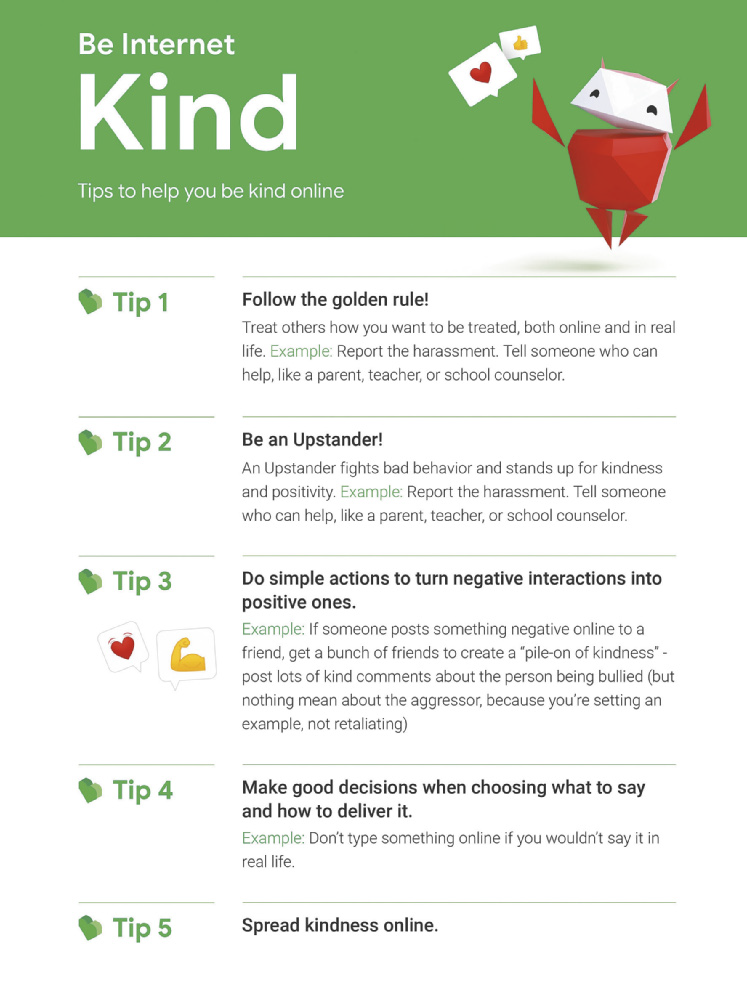 Be Internet
Kind
Tips to help you be kind online
Tip 1
Follow the golden rule!
Treat others how you want to be treated, both online and in real
life. Example: Report the harassment. Tell someone who can
help, like a parent, teacher, or school counselor.
Tip 2
Be an Upstander!
An Upstander fights bad behavior and stands up for kindness
and positivity. Example: Report the harassment. Tell someone
who can help, like a parent, teacher, or school counselor.
Tip 3
Do simple actions to turn negative interactions into
positive ones.
Example: If someone posts something negative online to a
friend, get a bunch of friends to create a “pile-on of kindness” -
post lots of kind comments about the person being bullied (but
nothing mean about the aggressor, because you’re setting an
example, not retaliating)
Tip 4
Make good decisions when choosing what to say
and how to deliver it.
Example: Don’t type something online if you wouldn’t say it in
real life.
Tip 5
Spread kindness online.